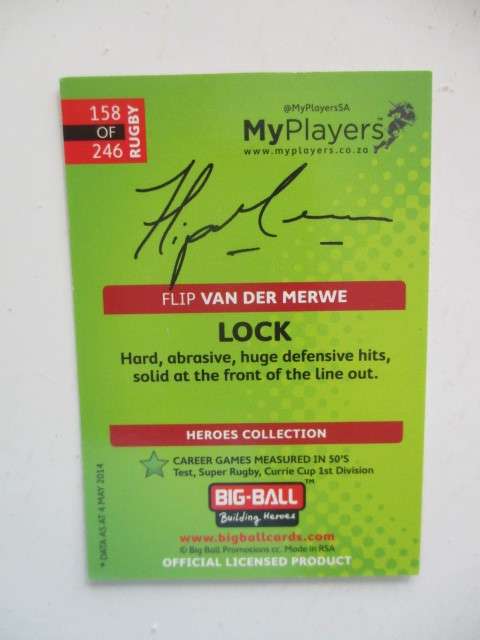 158
OF
246
RUGBY
@MyPlayersSA
MyPlayers
www.myplayers.co.za
Flip
FLIP VAN DER MERWE
LOCK
Hard, abrasive, huge defensive hits,
solid at the front of the line out.
HEROES COLLECTION
CAREER GAMES MEASURED IN 50'S
Test, Super Rugby, Currie Cup 1st Division
BIG-BALL™
Building Heroes
www.bigballcards.com
© Big Ball Promocions cc. Made in RSA
OFFICIAL LICENSED PRODUCT
* DATA AS AT 4 MAY 2014